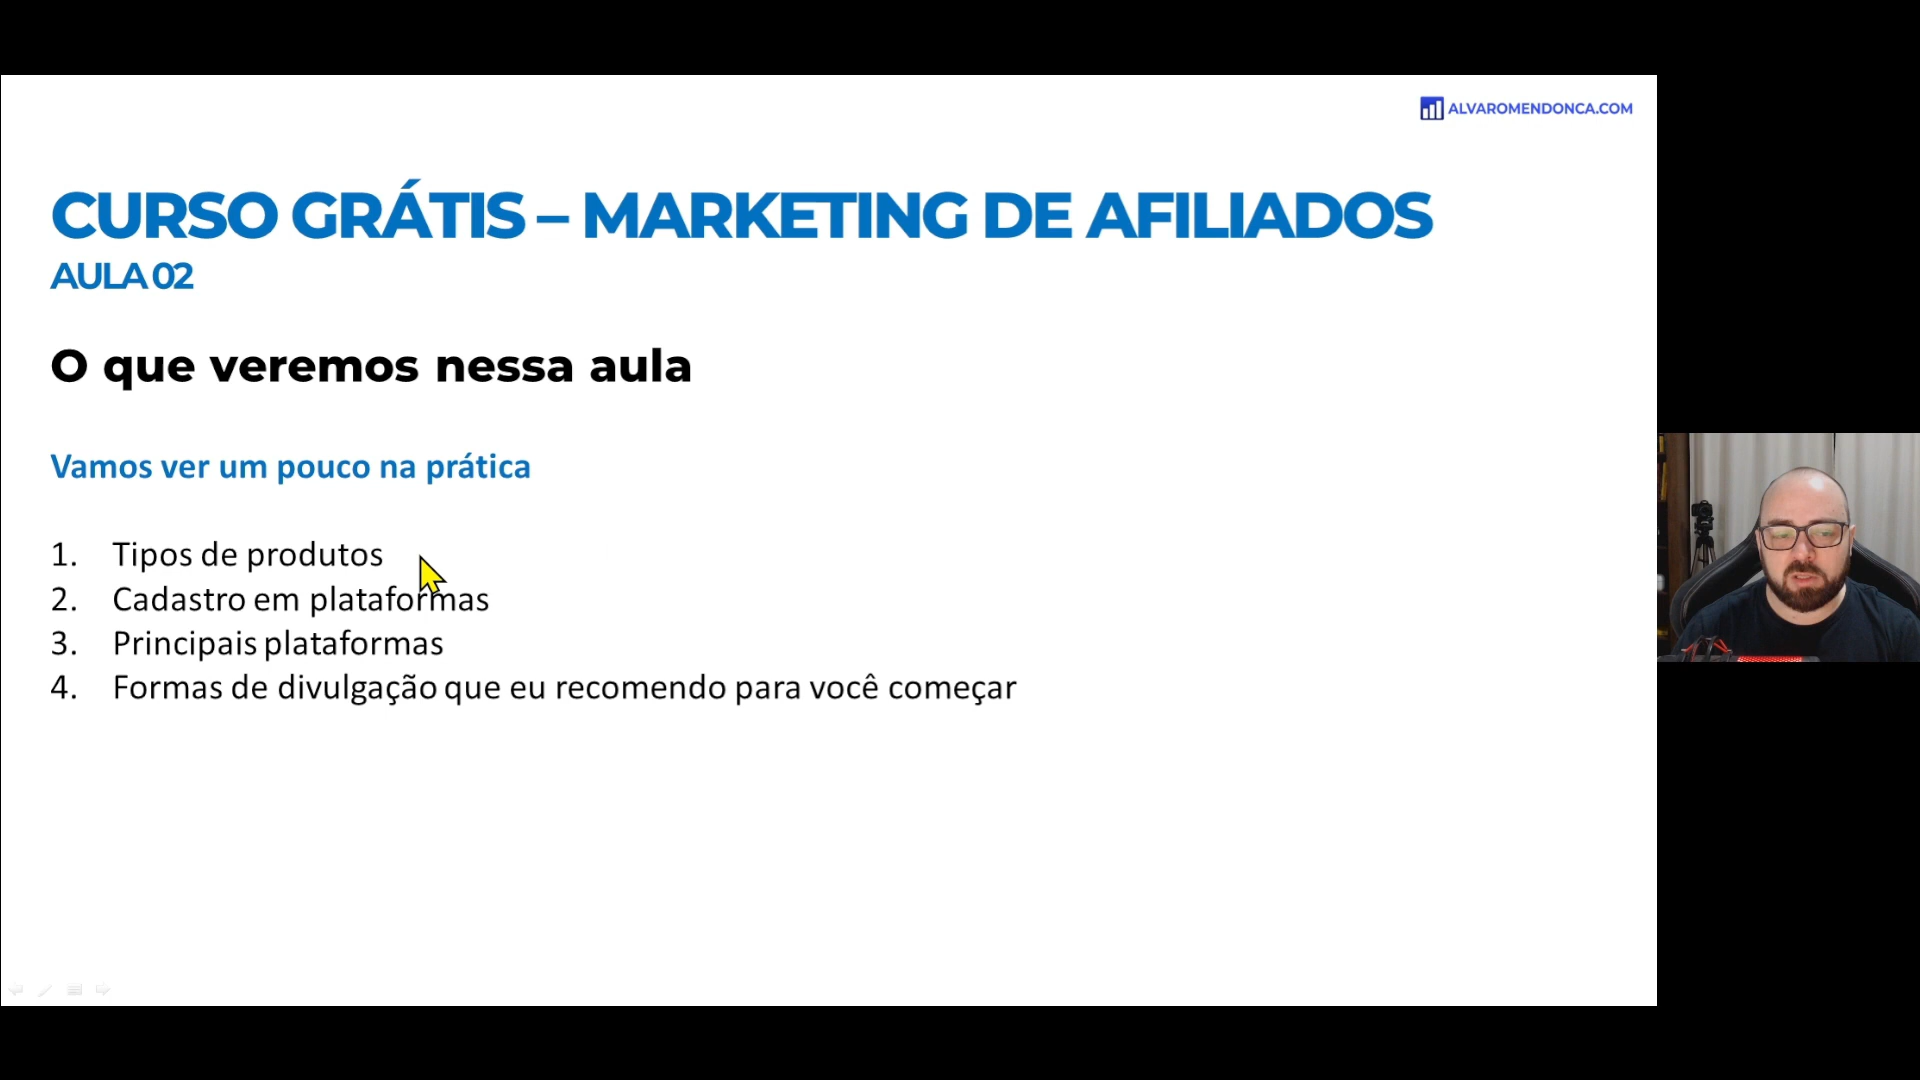 ALVAROMENDONCA.COM
CURSO GRÁTIS – MARKETING DE AFILIADOS
AULA 02
O que veremos nessa aula
Vamos ver um pouco na prática
1. Tipos de produtos
2. Cadastro em plataformas
3. Principais plataformas
4. Formas de divulgação que eu recomendo para você começar